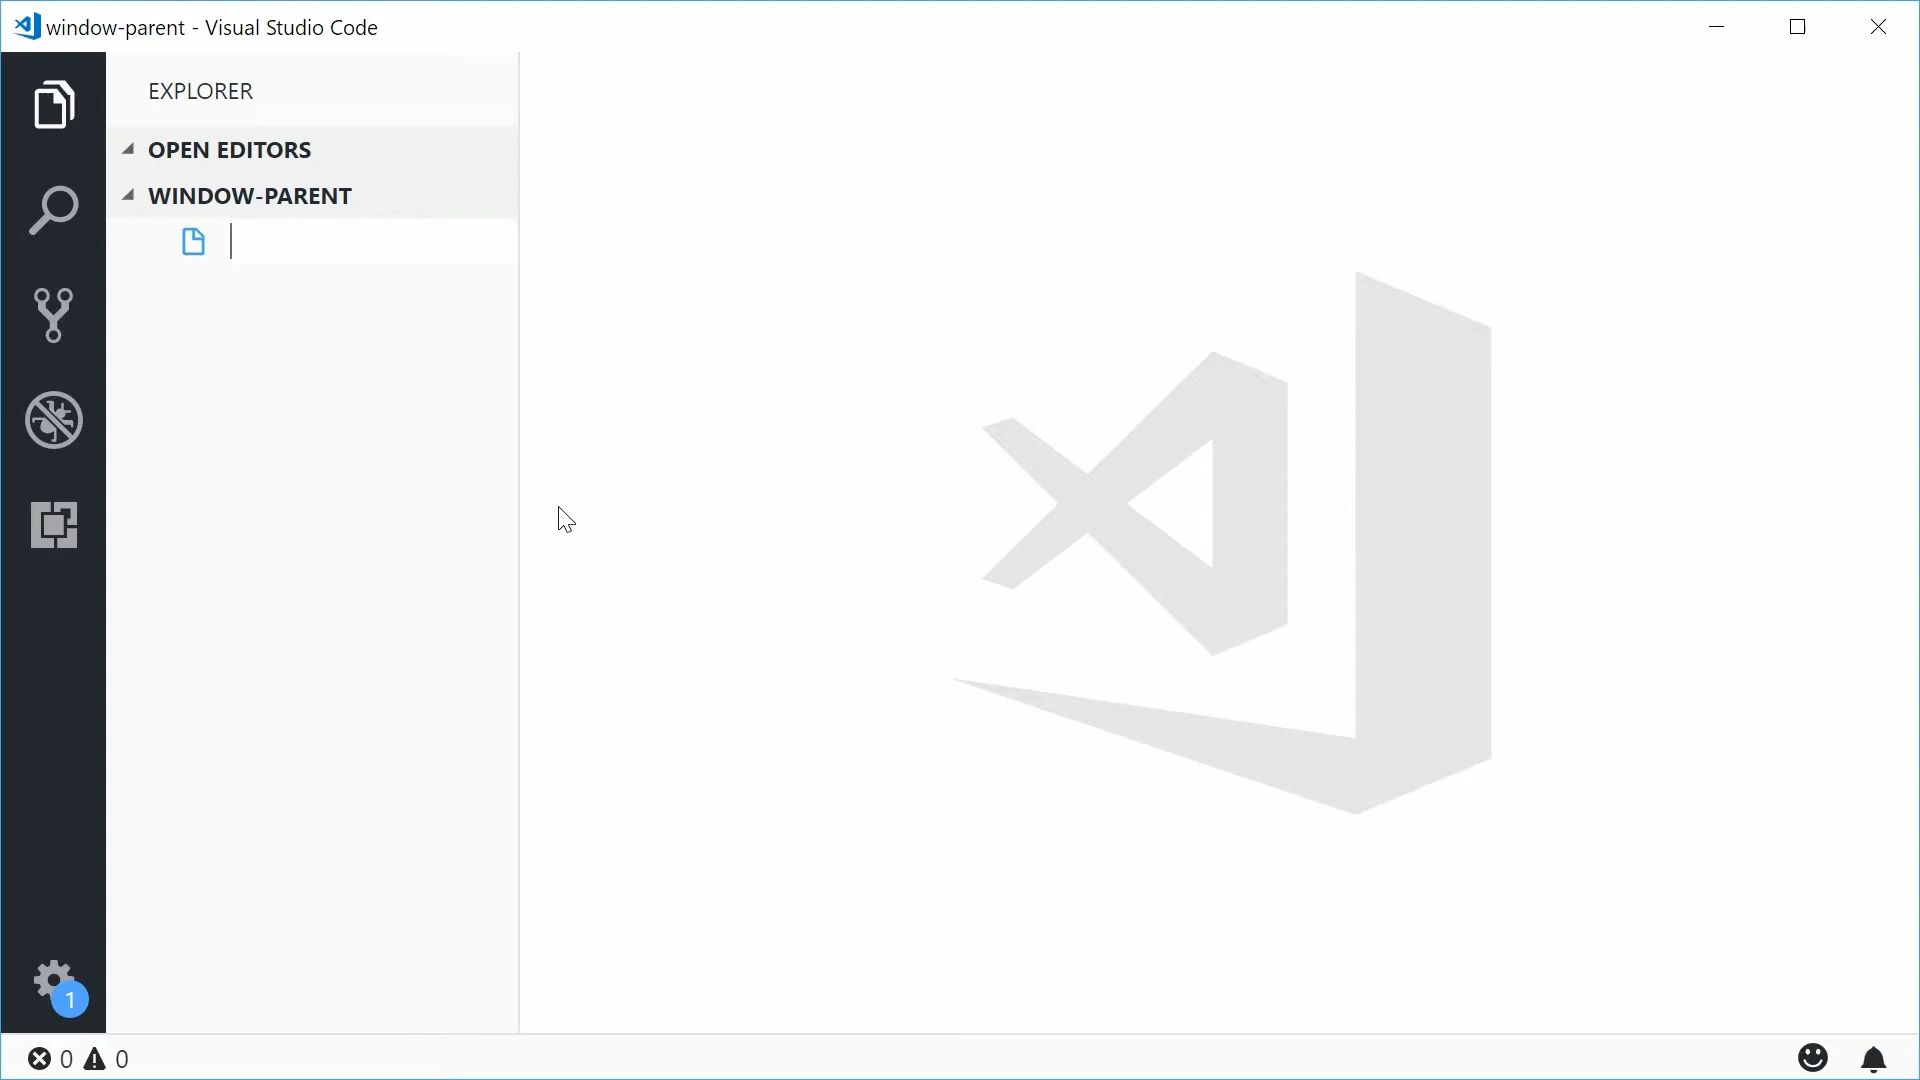 window-parent - Visual Studio Code
EXPLORER
OPEN EDITORS
WINDOW-PARENT
1
0 0